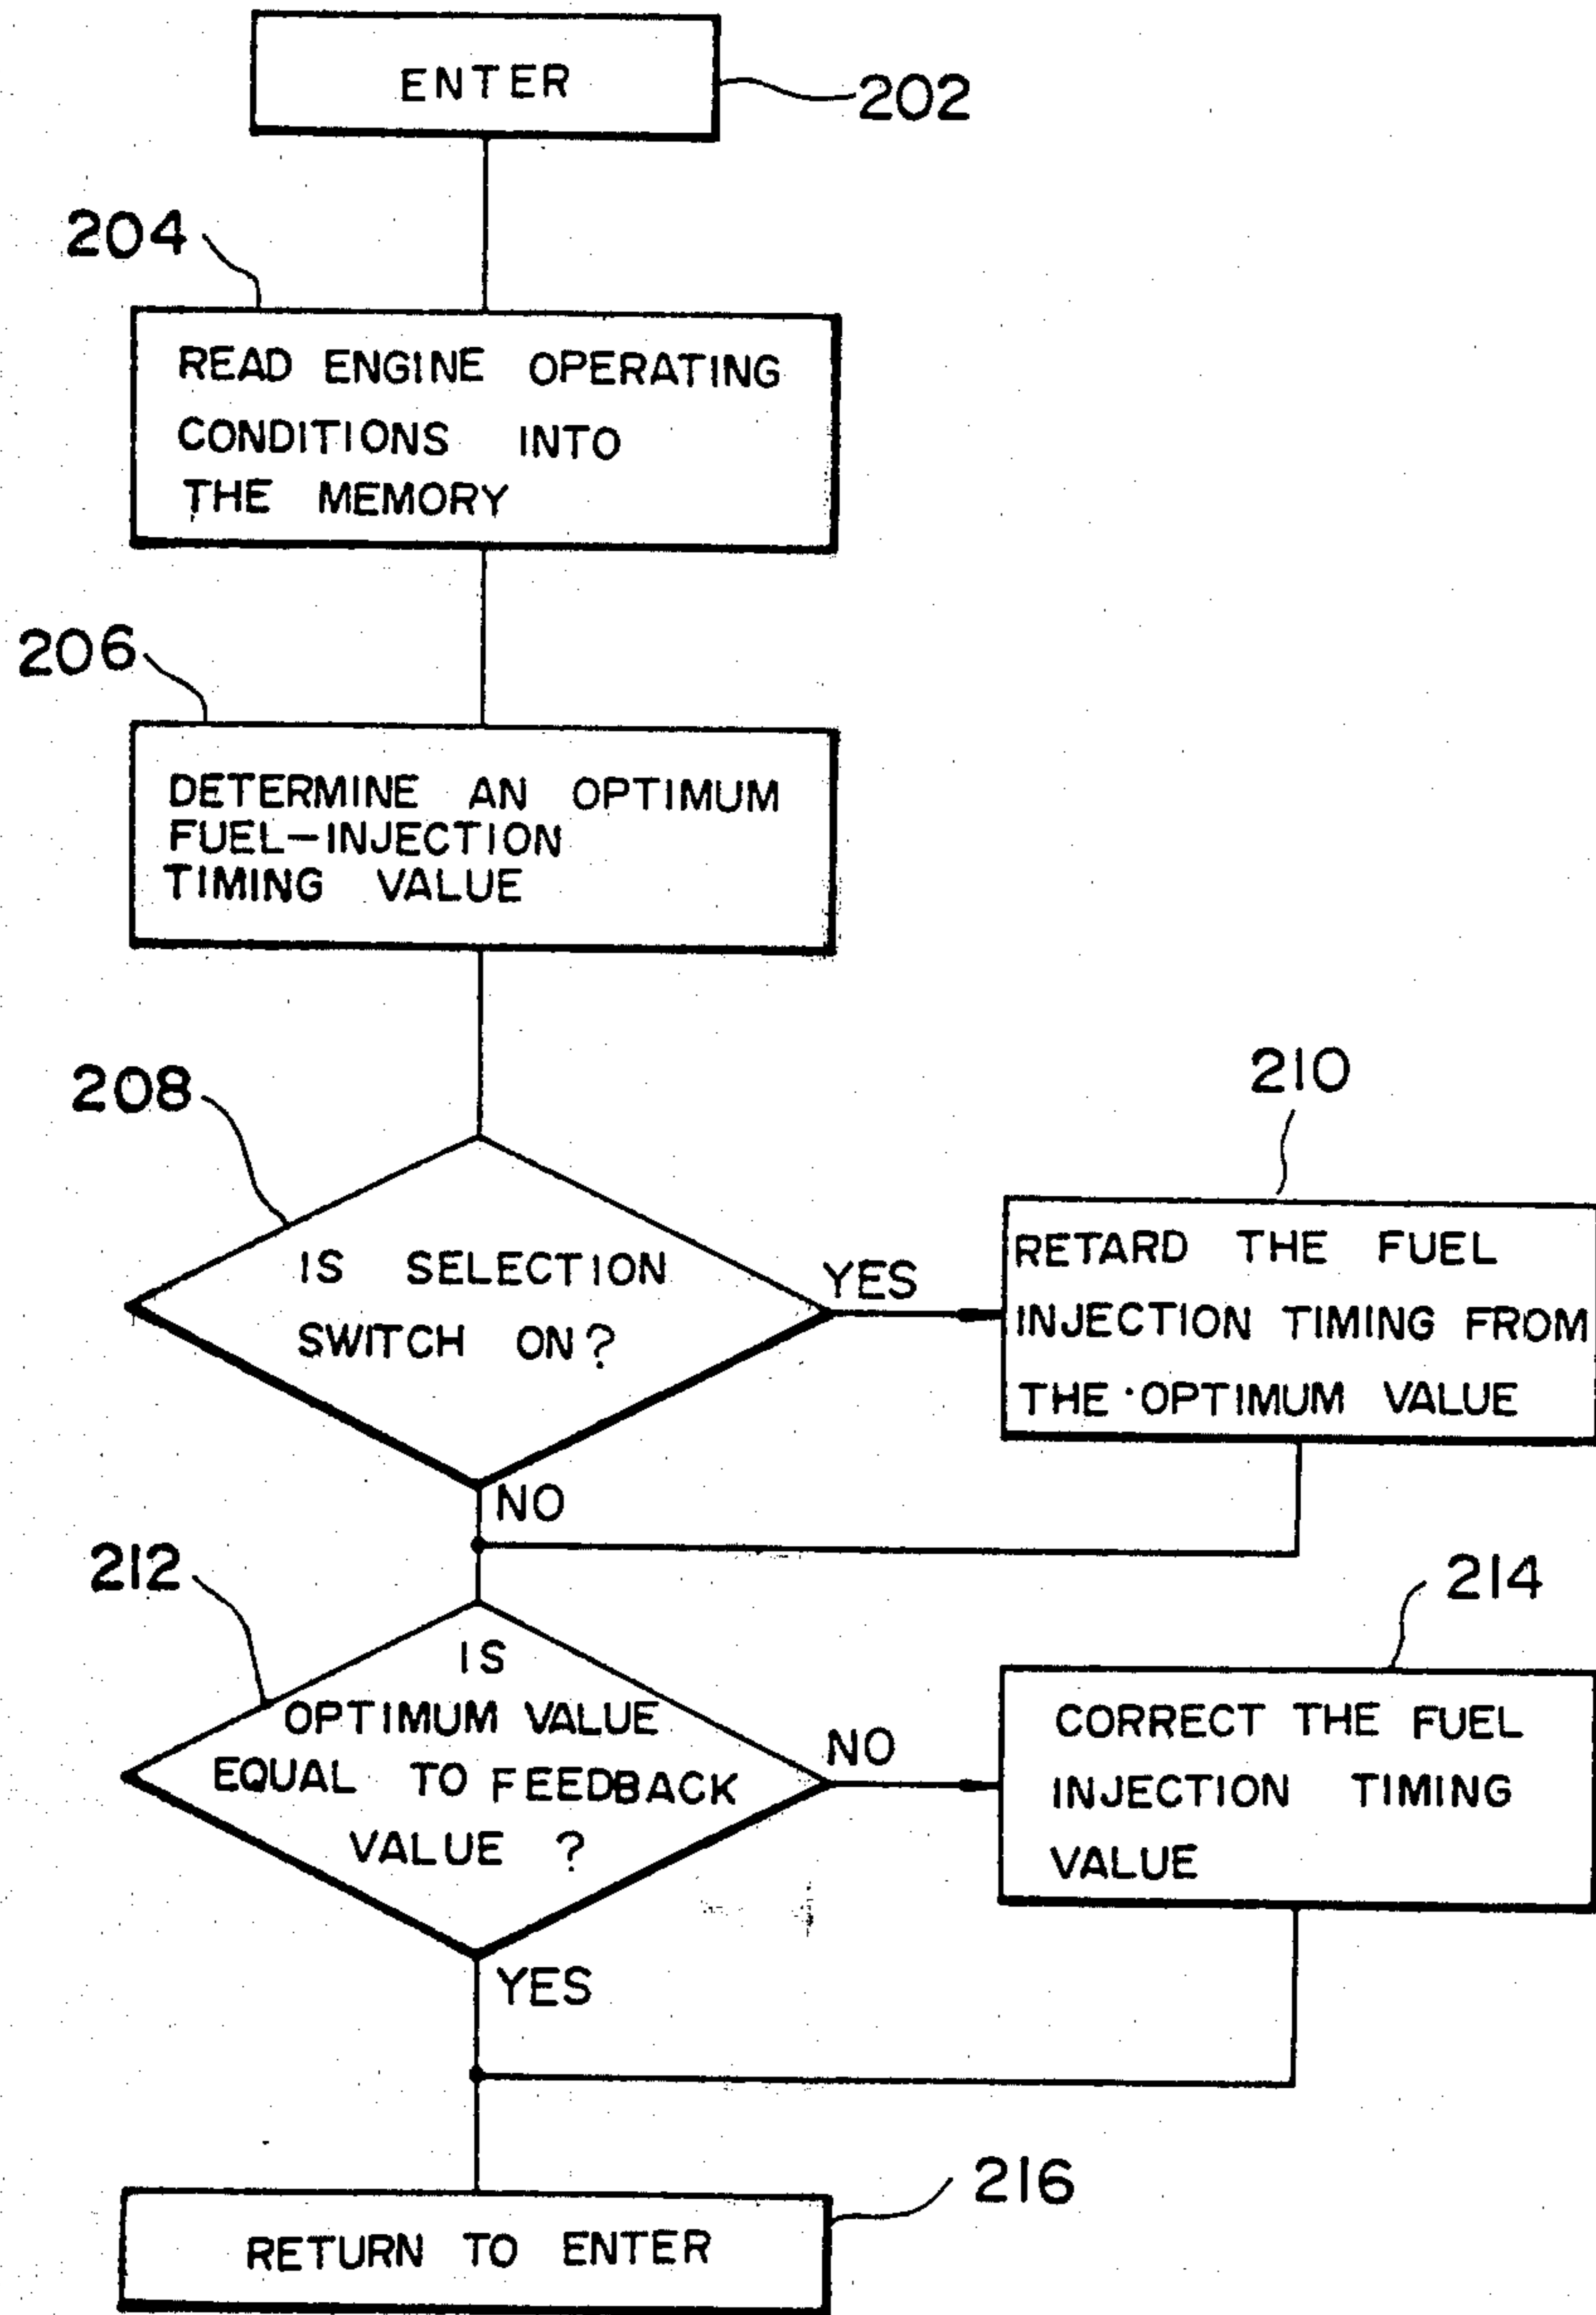 ENTER
202
204
READ ENGINE OPERATING
CONDITIONS INTO
THE MEMORY
206
DETERMINE AN OPTIMUM
FUEL-INJECTION
TIMING VALUE
208
IS SELECTION
SWITCH ON?
YES
210
RETARD THE FUEL
INJECTION TIMING FROM
THE OPTIMUM VALUE
NO
212
IS
OPTIMUM VALUE
EQUAL TO FEEDBACK
VALUE ?
NO
214
CORRECT THE FUEL
INJECTION TIMING
VALUE
YES
216
RETURN TO ENTER